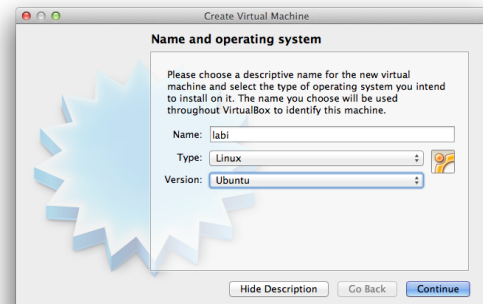 Create Virtual Machine
Name and operating system
Please choose a descriptive name for the new virtual
machine and select the type of operating system you intend
to install on it. The name you choose will be used
throughout VirtualBox to identify this machine.
Name: labi
Type: Linux
Version: Ubuntu
Hide Description Go Back Continue